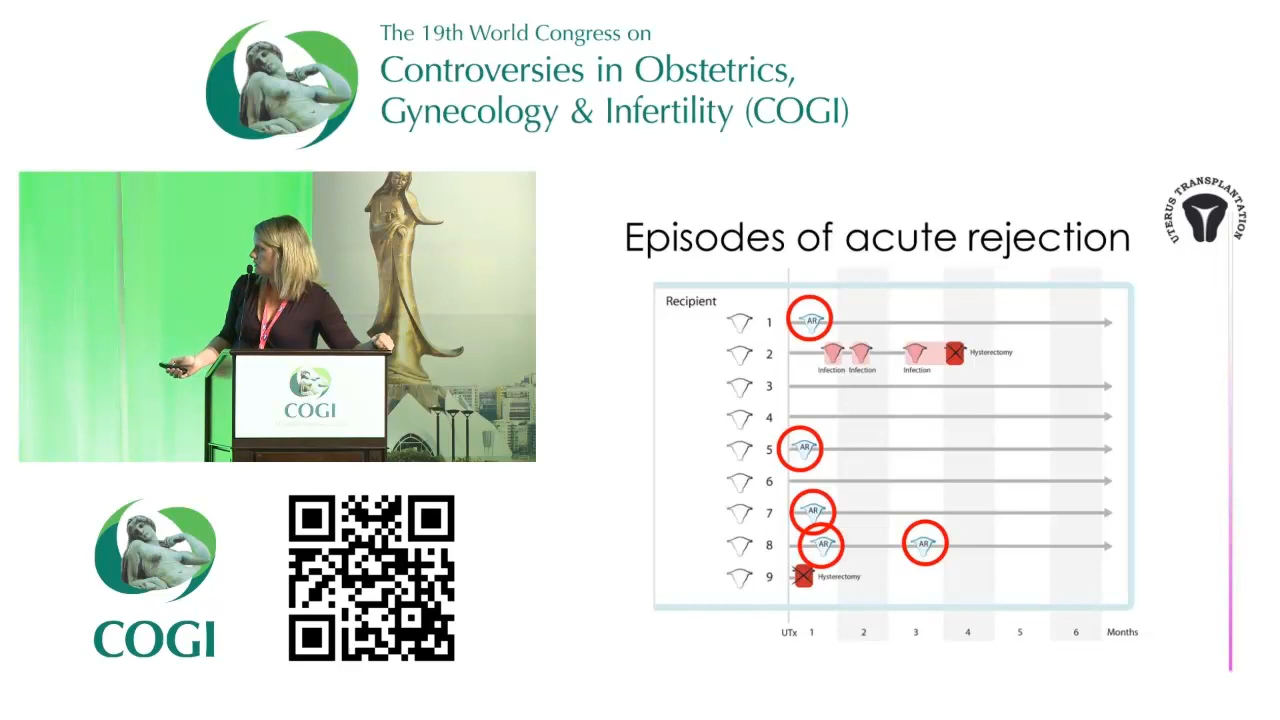 The 19th World Congress on
Controversies in Obstetrics,
Gynecology & Infertility (COGI)
COGI
COGI
UTERUS TRANSPLANTATION
Episodes of acute rejection
Recipient
1 AR
2 Hysterectomy
Infection Infection Infection
3
4
5 AR
6
7 AR
8 AR AR
9 Hysterectomy
UTx 1 2 3 4 5 6 Months